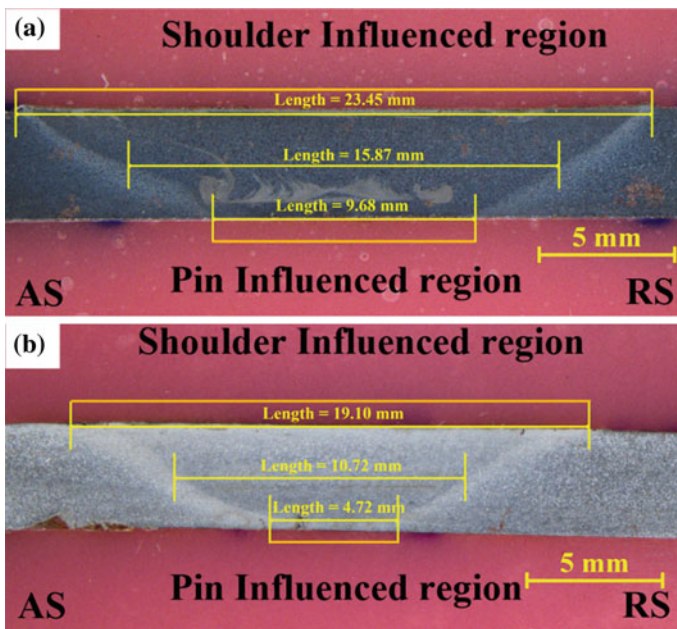 (a)
Shoulder Influenced region
Length = 23.45 mm
Length = 15.87 mm
Length = 9.68 mm
5 mm
AS
Pin Influenced region
RS
(b)
Shoulder Influenced region
Length = 19.10 mm
Length = 10.72 mm
Length = 4.72 mm
5 mm
AS
Pin Influenced region
RS